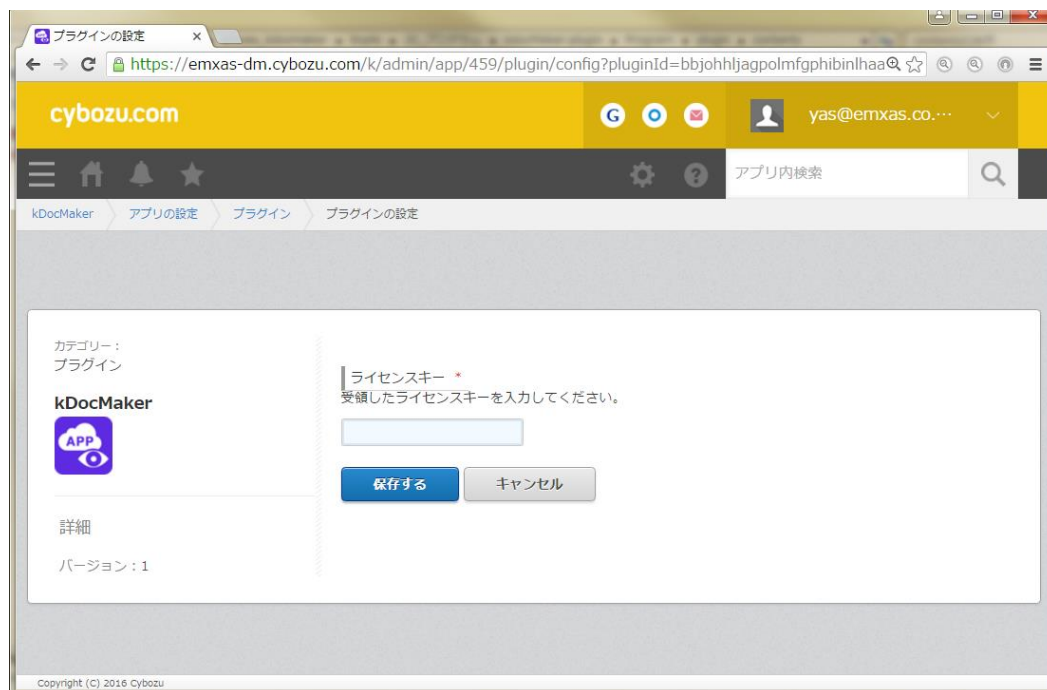 プラグインの設定
https://emxas-dm.cybozu.com/k/admin/app/459/plugin/config?pluginId=bbjohhljagpolmfgphibinlhaa
cybozu.com
G
yas@emxas.co.…
アプリ内検索
kDocMaker
アプリの設定
プラグイン
プラグインの設定
カテゴリー：
プラグイン
kDocMaker
APP
詳細
バージョン：1
ライセンスキー *
受領したライセンスキーを入力してください。
保存する
キャンセル
Copyright (C) 2016 Cybozu